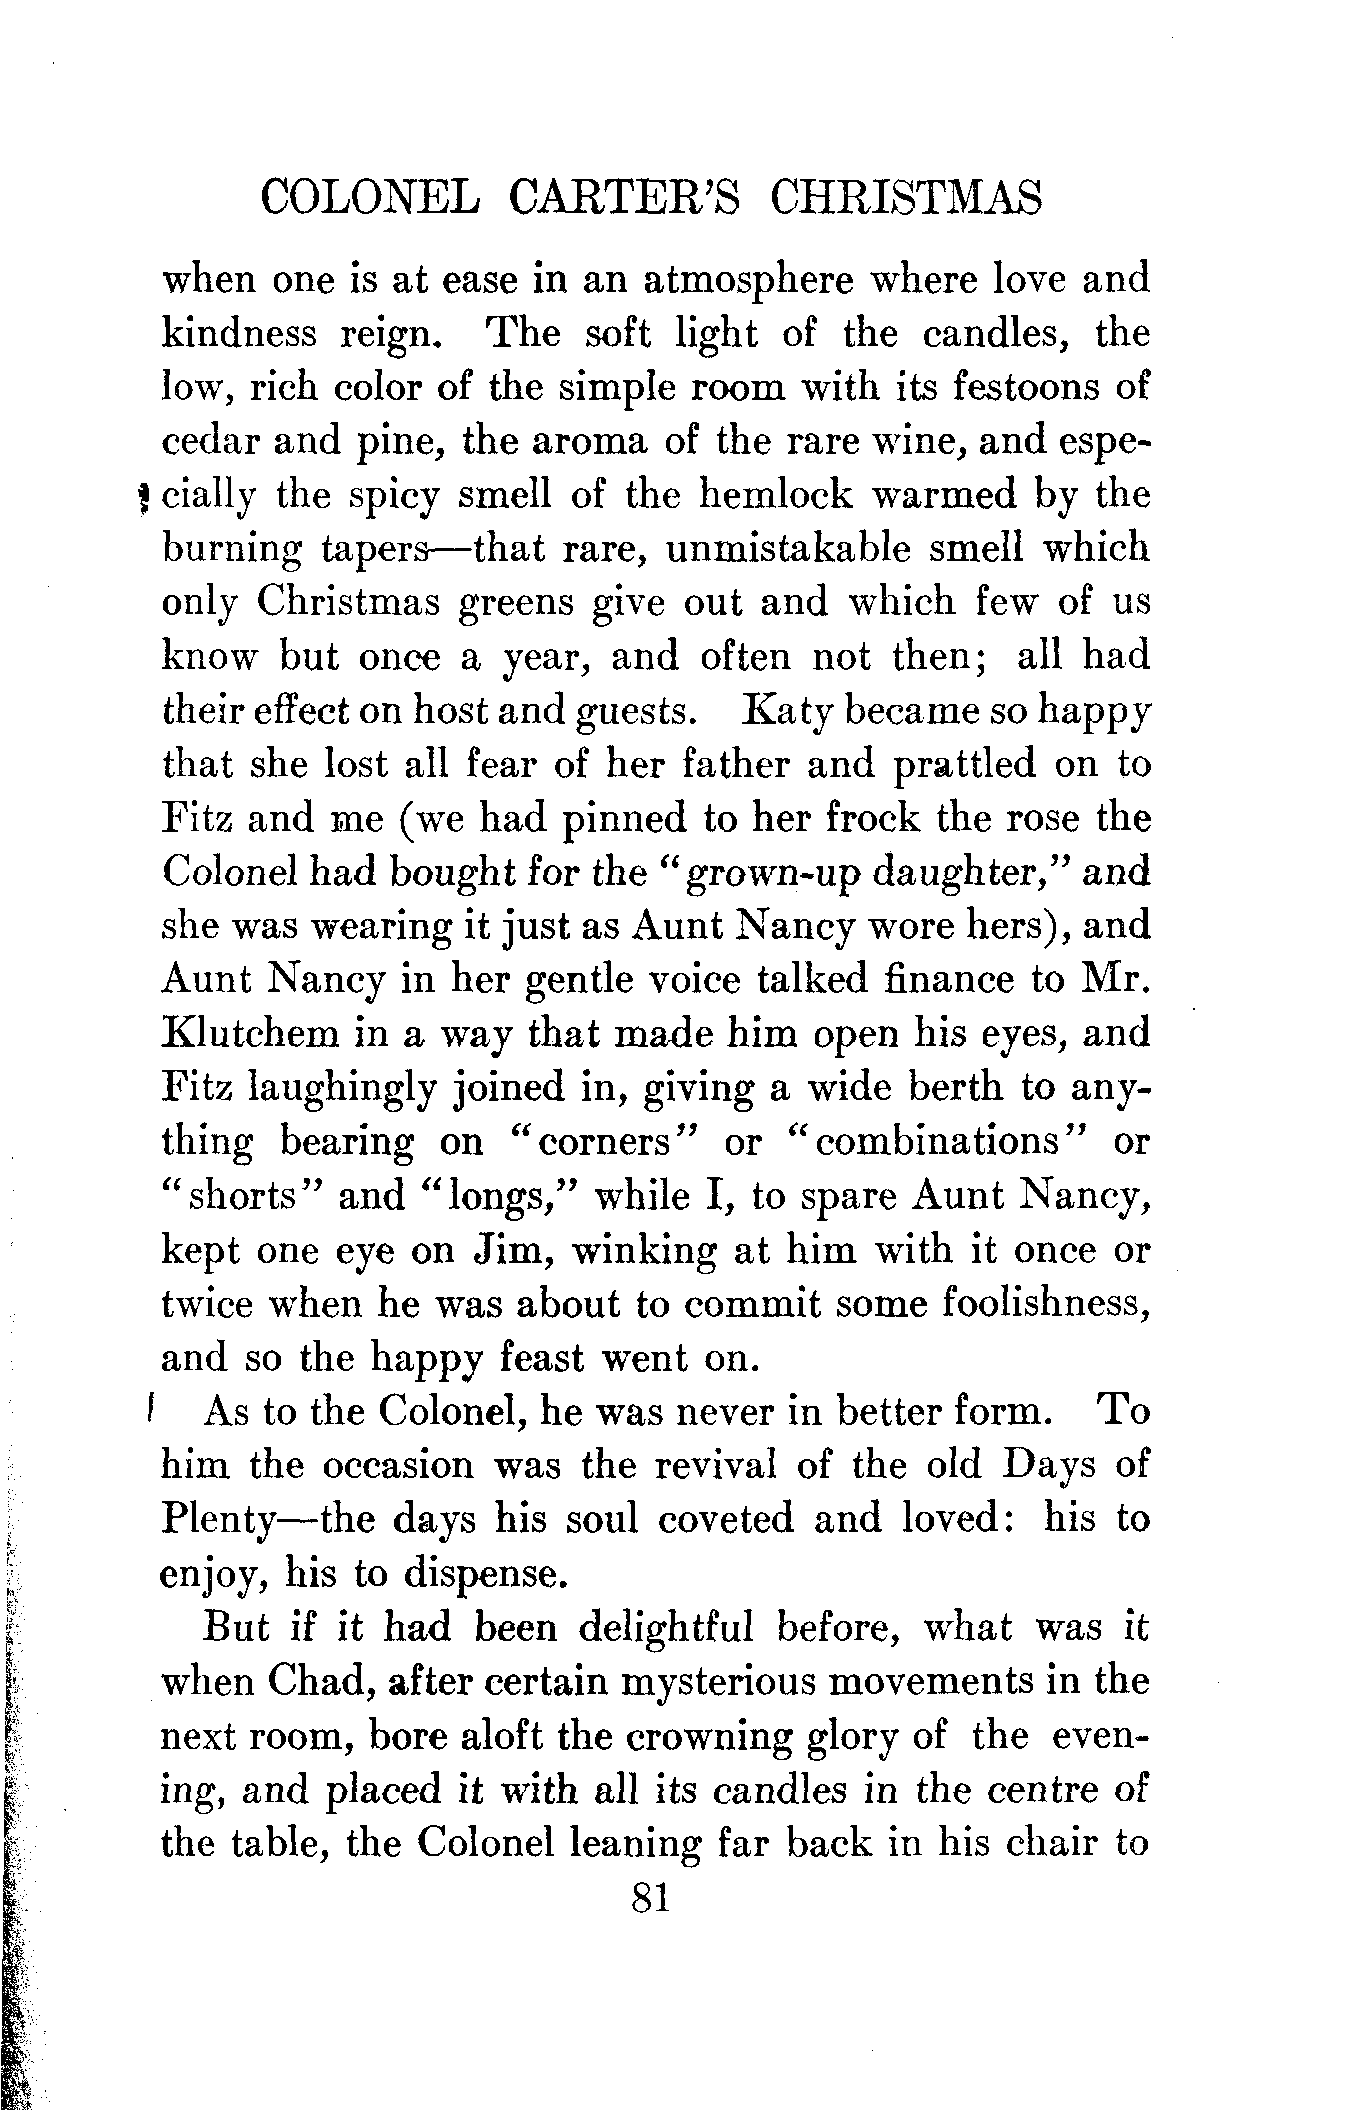 COLONEL CARTER'S CHRISTMAS
when one is at ease in an atmosphere where love and
kindness reign. The soft light of the candles, the
low, rich color of the simple room with its festoons of
cedar and pine, the aroma of the rare wine, and espe-
cially the spicy smell of the hemlock warmed by the
burning tapers—that rare, unmistakable smell which
only Christmas greens give out and which few of us
know but once a year, and often not then; all had
their effect on host and guests. Katy became so happy
that she lost all fear of her father and prattled on to
Fitz and me (we had pinned to her frock the rose the
Colonel had bought for the "grown-up daughter," and
she was wearing it just as Aunt Nancy wore hers), and
Aunt Nancy in her gentle voice talked finance to Mr.
Klutchem in a way that made him open his eyes, and
Fitz laughingly joined in, giving a wide berth to any-
thing bearing on "corners" or "combinations" or
"shorts" and "longs," while I, to spare Aunt Nancy,
kept one eye on Jim, winking at him with it once or
twice when he was about to commit some foolishness,
and so the happy feast went on.
As to the Colonel, he was never in better form. To
him the occasion was the revival of the old Days of
Plenty—the days his soul coveted and loved: his to
enjoy, his to dispense.
But if it had been delightful before, what was it
when Chad, after certain mysterious movements in the
next room, bore aloft the crowning glory of the even-
ing, and placed it with all its candles in the centre of
the table, the Colonel leaning far back in his chair to
81